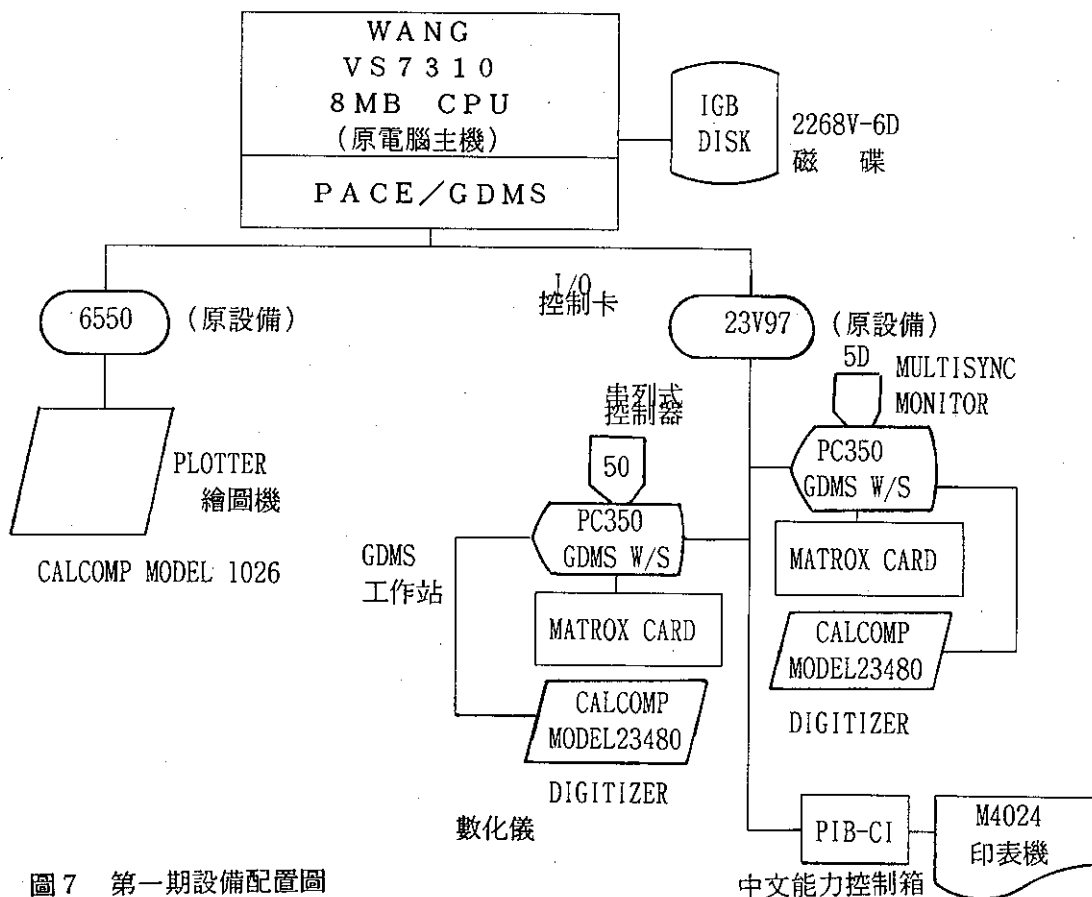 WANG
VS7310
8MB CPU
(原電腦主機)
PACE/GDMS
IGB
DISK
2268V-6D
磁 碟
6550
(原設備)
I/O
控制卡
23V97
(原設備)
PLOTTER
繪圖機
CALCOMP MODEL 1026
串列式
控制器
50
PC350
GDMS W/S
GDMS
工作站
MATROX CARD
CALCOMP
MODEL23480
DIGITIZER
數化儀
5D
MULTISYNC
MONITOR
PC350
GDMS W/S
MATROX CARD
CALCOMP
MODEL23480
DIGITIZER
PIB-CI
M4024
印表機
中文能力控制箱
圖7 第一期設備配置圖